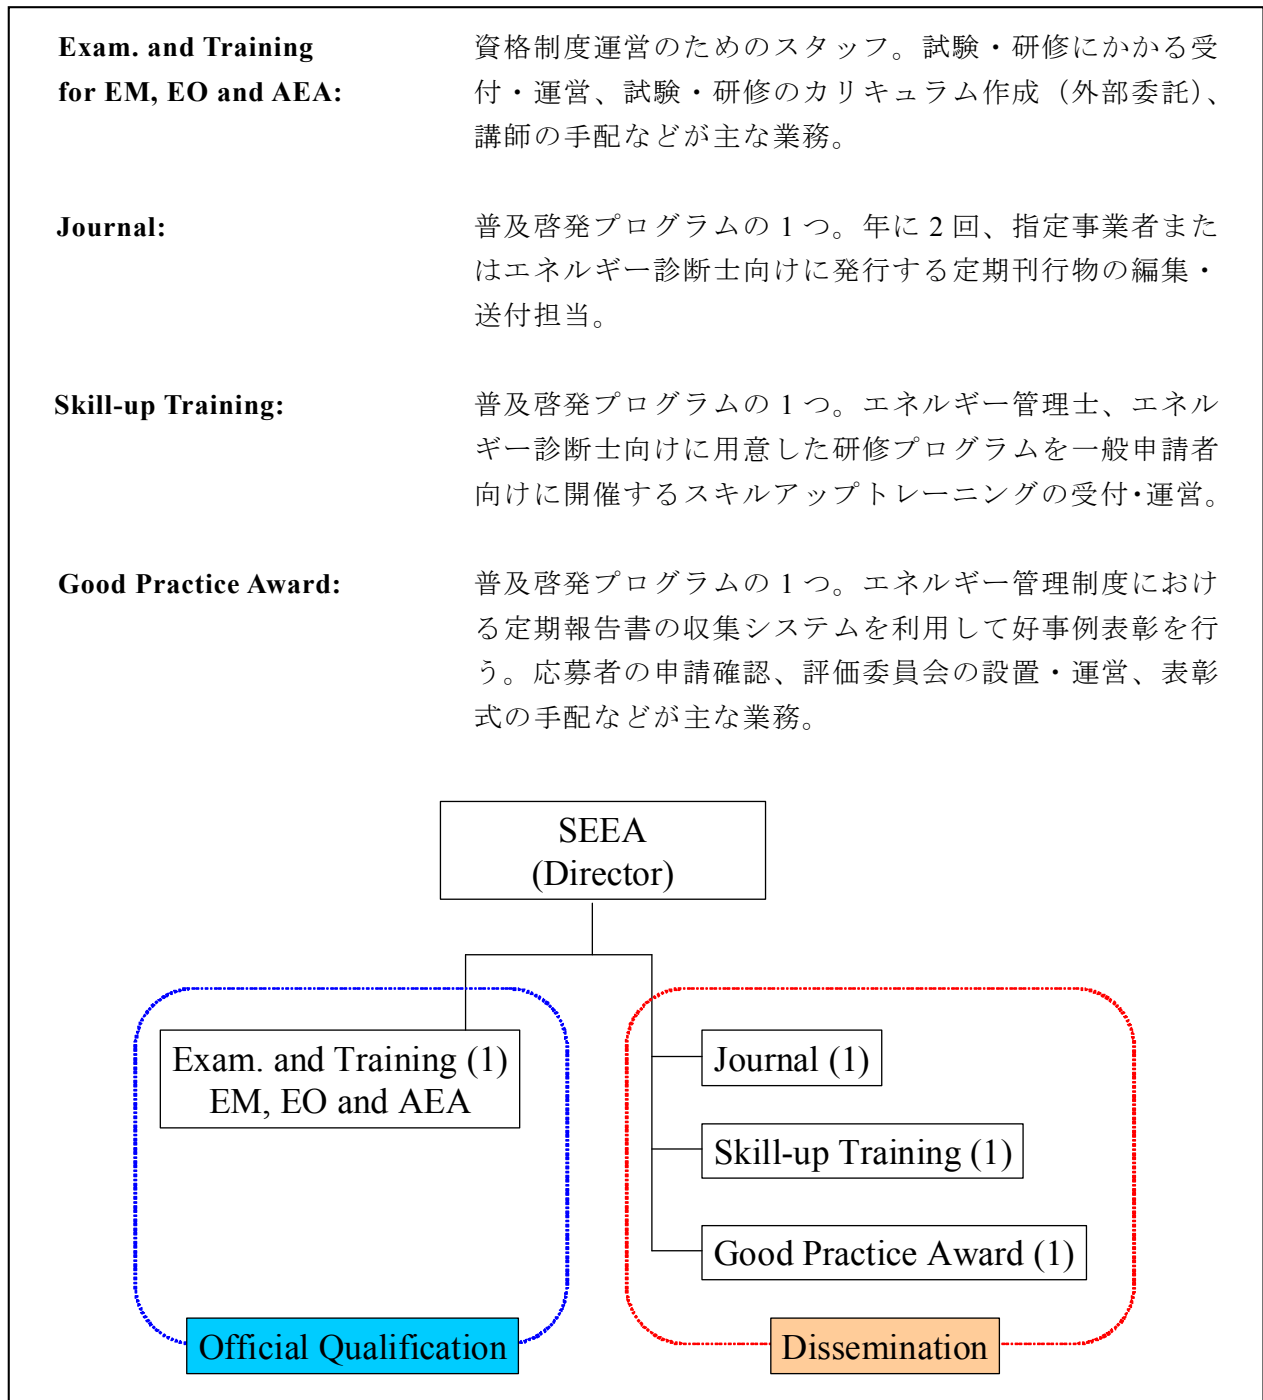 Exam. and Training
for EM, EO and AEA:
資格制度運営のためのスタッフ。試験・研修にかかる受
付・運営、試験・研修のカリキュラム作成（外部委託）、
講師の手配などが主な業務。
Journal:
普及啓発プログラムの 1 つ。年に 2 回、指定事業者また
はエネルギー診断士向けに発行する定期刊行物の編集・
送付担当。
Skill-up Training:
普及啓発プログラムの 1 つ。エネルギー管理士、エネル
ギー診断士向けに用意した研修プログラムを一般申請者
向けに開催するスキルアップトレーニングの受付・運営。
Good Practice Award:
普及啓発プログラムの 1 つ。エネルギー管理制度におけ
る定期報告書の収集システムを利用して好事例表彰を行
う。応募者の申請確認、評価委員会の設置・運営、表彰
式の手配などが主な業務。
SEEA
(Director)
Exam. and Training (1)
EM, EO and AEA
Journal (1)
Skill-up Training (1)
Good Practice Award (1)
Official Qualification
Dissemination